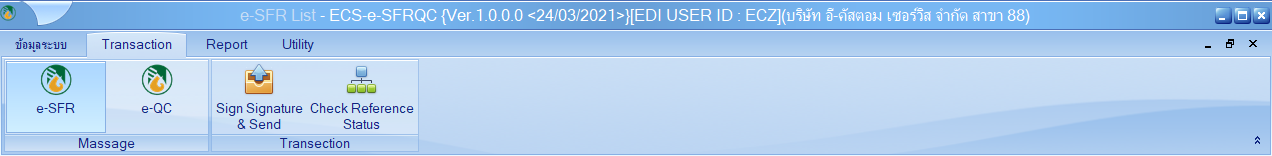 e-SFR List - ECS-e-SFRQC {Ver.1.0.0.0 <24/03/2021>}[EDI USER ID : ECZ](บริษัท อี-คัสตอม เซอร์วิส จำกัด สาขา 88)
ข้อมูลระบบ Transaction Report Utility
e-SFR e-QC Sign Signature & Send Check Reference Status
Massage Transection